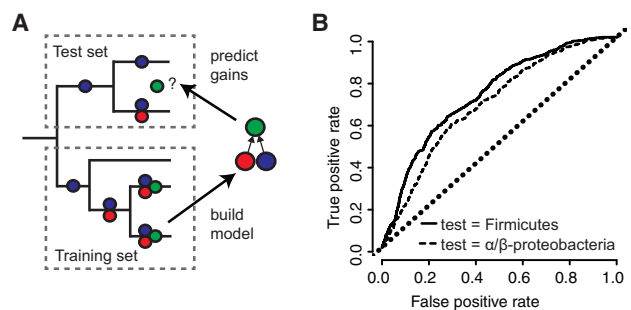 A
Test set
?
predict
gains
build
model
Training set
B
True positive rate
1.0
0.8
0.6
0.4
0.2
0.0
test = Firmicutes
test = α/β-proteobacteria
0.0 0.2 0.4 0.6 0.8 1.0
False positive rate